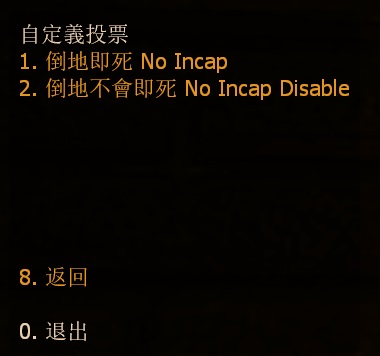 自定義投票
1. 倒地即死 No Incap
2. 倒地不會即死 No Incap Disable
8. 返回
0. 退出